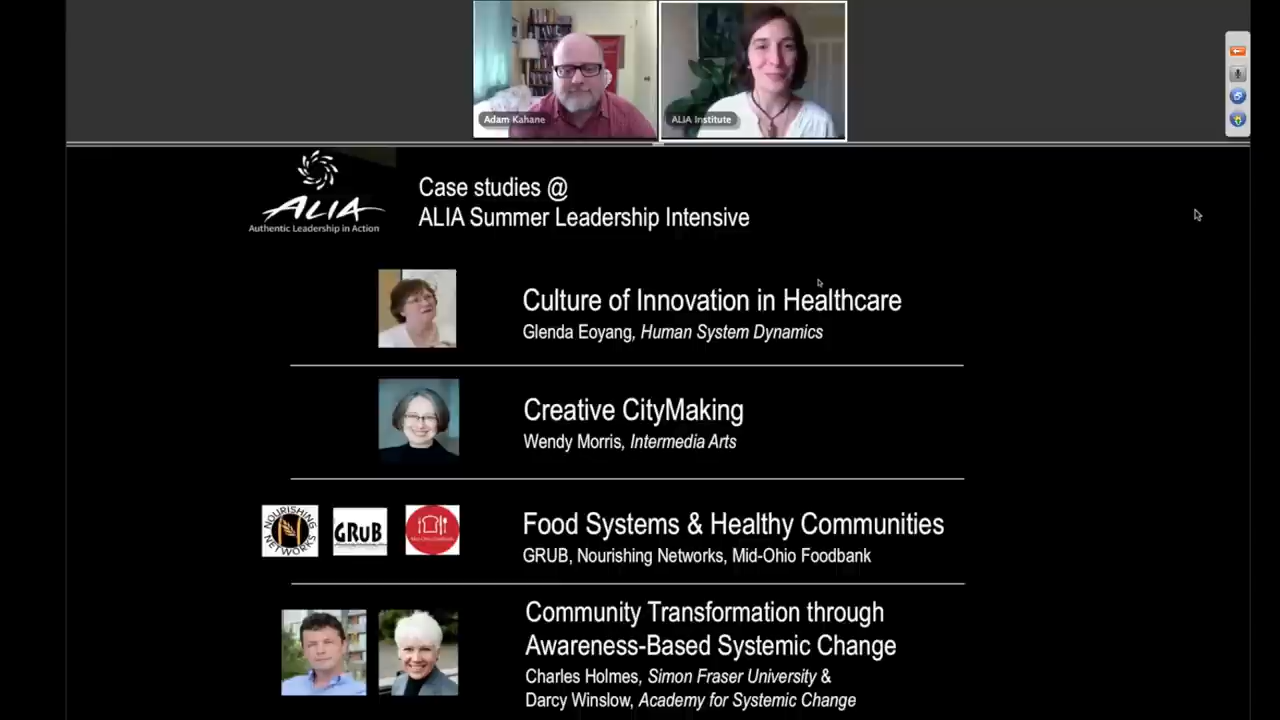 Adam Kahane
ALIA Institute
ALIA
Authentic Leadership in Action
Case studies @
ALIA Summer Leadership Intensive
Culture of Innovation in Healthcare
Glenda Eoyang, Human System Dynamics
Creative CityMaking
Wendy Morris, Intermedia Arts
NOURISHING
NETWORKS
GRUB
Mid-Ohio Foodbank
Food Systems & Healthy Communities
GRUB, Nourishing Networks, Mid-Ohio Foodbank
Community Transformation through
Awareness-Based Systemic Change
Charles Holmes, Simon Fraser University &
Darcy Winslow, Academy for Systemic Change